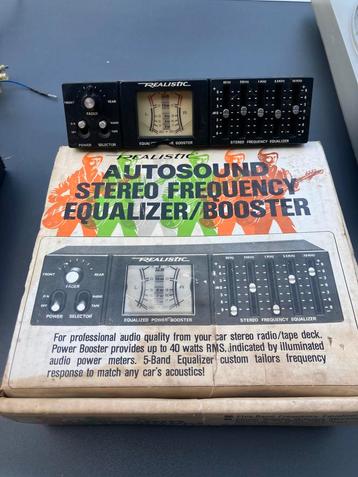 REALISTIC
FRONT
REAR
FADER
POWER SELECTOR
STEREO FREQUENCY EQUALIZER
REALISTIC
AUTOSOUND
STEREO FREQUENCY
EQUALIZER/BOOSTER
REALISTIC
FRONT
REAR
FADER
POWER SELECTOR
EQUALIZED POWER BOOSTER
STEREO FREQUENCY EQUALIZER
For professional audio quality from your car stereo radio/tape deck.
Power Booster provides up to 40 watts RMS, indicated by illuminated
audio power meters. 5-Band Equalizer custom tailors frequency
response to match any car's acoustics!